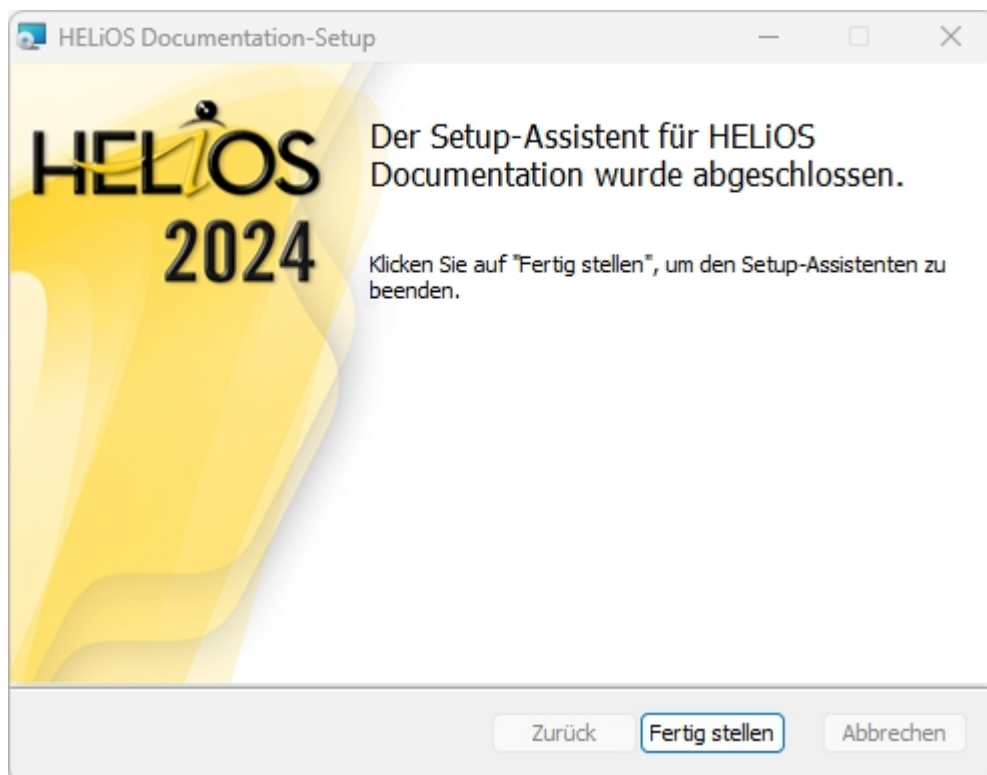 HELiOS Documentation-Setup
HELiOS
2024
Der Setup-Assistent für HELiOS
Documentation wurde abgeschlossen.
Klicken Sie auf "Fertig stellen", um den Setup-Assistenten zu
beenden.
Zurück
Fertig stellen
Abbrechen